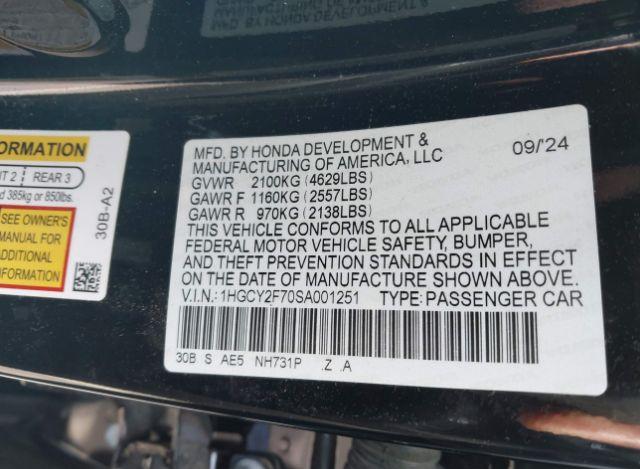 ORMATION
NT 2 REAR 3
d 385kg or 850lbs.
SEE OWNER'S
MANUAL FOR
ADDITIONAL
INFORMATION
30B-A2
MFD. BY HONDA DEVELOPMENT & 09/'24
MANUFACTURING OF AMERICA, LLC
GVWR 2100KG (4629LBS)
GAWR F 1160KG (2557LBS)
GAWR R 970KG (2138LBS)
THIS VEHICLE CONFORMS TO ALL APPLICABLE
FEDERAL MOTOR VEHICLE SAFETY, BUMPER,
AND THEFT PREVENTION STANDARDS IN EFFECT
ON THE DATE OF MANUFACTURE SHOWN ABOVE.
V.I.N.: 1HGCY2F70SA001251 TYPE: PASSENGER CAR
30B S AE5 NH731P .Z .A